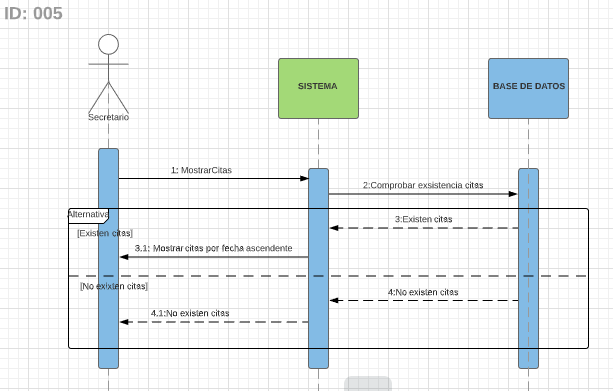 ID: 005
Secretario
SISTEMA
BASE DE DATOS
1: MostrarCitas
2:Comprobar exsistencia citas
Alternativa
3:Existen citas
[Existen citas]
3.1: Mostrar citas por fecha ascendente
[No existen citas]
4:No existen citas
4.1:No existen citas